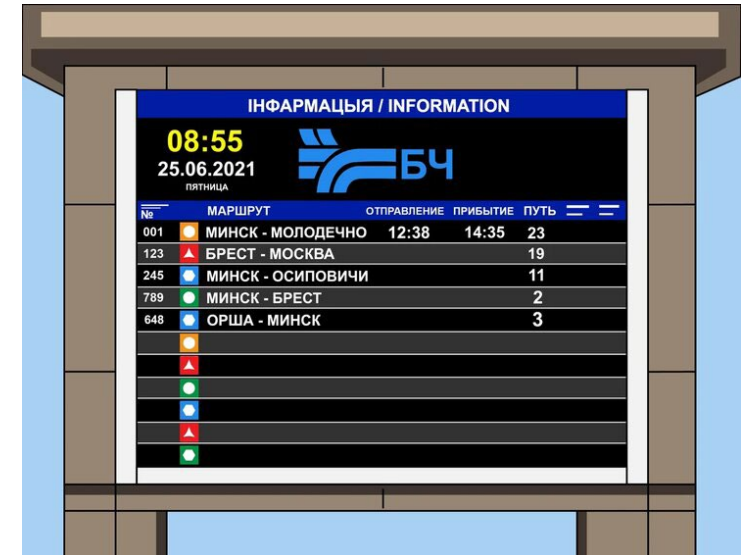 ІНФАРМАЦЫЯ / INFORMATION
08:55
25.06.2021
ПЯТНИЦА
БЧ
№ МАРШРУТ ОТПРАВЛЕНИЕ ПРИБЫТИЕ ПУТЬ
001 МИНСК - МОЛОДЕЧНО 12:38 14:35 23
123 БРЕСТ - МОСКВА 19
245 МИНСК - ОСИПОВИЧИ 11
789 МИНСК - БРЕСТ 2
648 ОРША - МИНСК 3